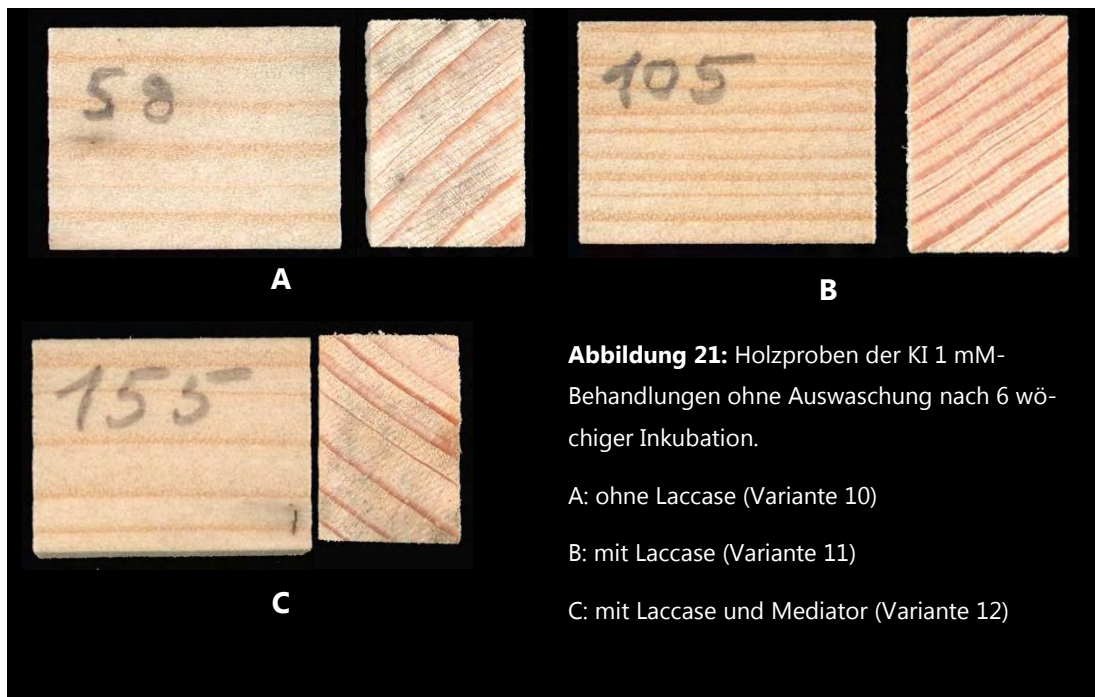 58
105
A
B
155
C
Abbildung 21: Holzproben der KI 1 mM-
Behandlungen ohne Auswaschung nach 6 wö-
chiger Inkubation.
A: ohne Laccase (Variante 10)
B: mit Laccase (Variante 11)
C: mit Laccase und Mediator (Variante 12)